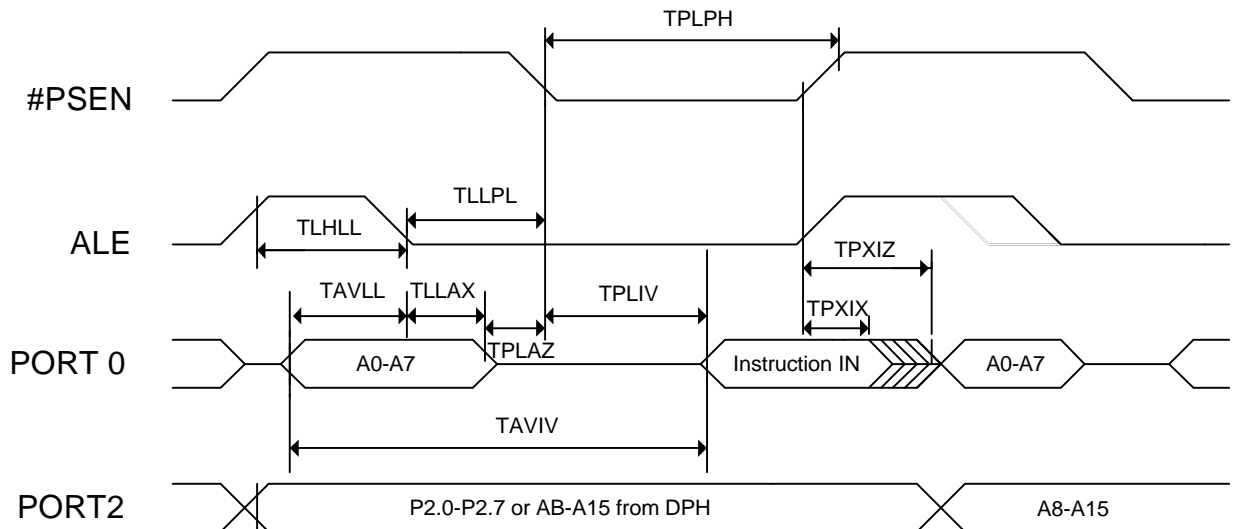 TPLPH
#PSEN
TLLPL
TLHLL
ALE
TPXIZ
TAVLL
TLLAX
TPLIV
TPXIX
TPLAZ
PORT 0
A0-A7
Instruction IN
A0-A7
TAVIV
PORT2
P2.0-P2.7 or AB-A15 from DPH
A8-A15